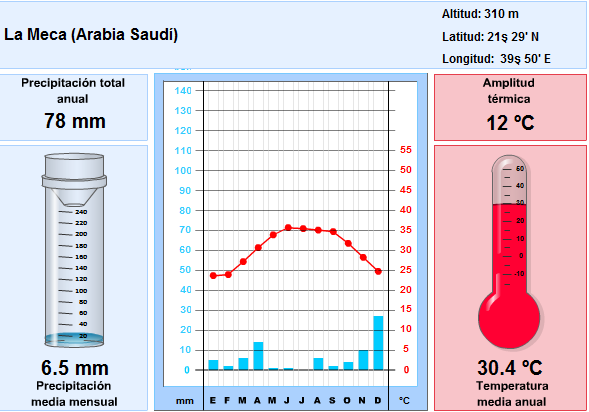 La Meca (Arabia Saudí)
Altitud: 310 m
Latitud: 21ş 29' N
Longitud: 39ş 50' E
Precipitación total
anual
78 mm
240
220
200
180
160
140
120
100
80
60
40
20
6.5 mm
Precipitación
media mensual
140
130
120
110
100
90
80
70
60
50
40
30
20
10
0
55
50
45
40
35
30
25
20
15
10
5
0
mm E F M A M J J A S O N D °C
Amplitud
térmica
12 ºC
50
40
30
20
10
0
-10
30.4 ºC
Temperatura
media anual